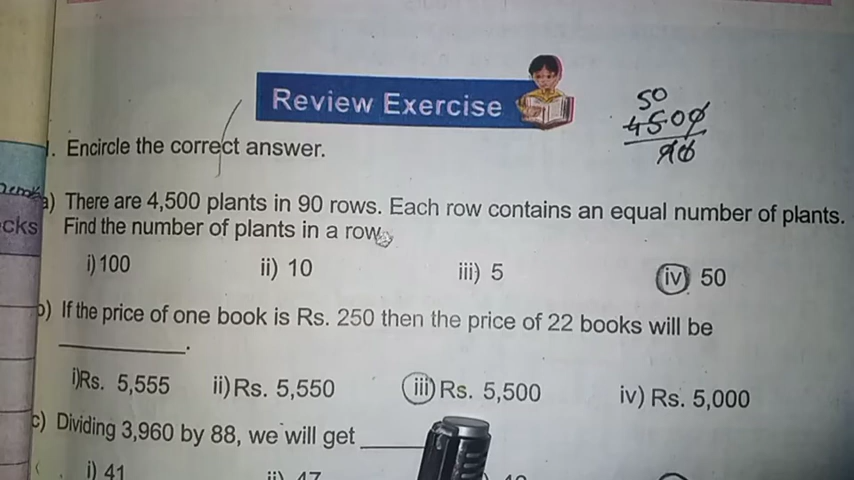 Review Exercise
50
4500
90
1. Encircle the correct answer.
a) There are 4,500 plants in 90 rows. Each row contains an equal number of plants.
cks
Find the number of plants in a row.
i) 100 ii) 10 iii) 5 iv) 50
b) If the price of one book is Rs. 250 then the price of 22 books will be
________.
i) Rs. 5,555 ii) Rs. 5,550 iii) Rs. 5,500 iv) Rs. 5,000
c) Dividing 3,960 by 88, we will get
i) 41 ii) 47